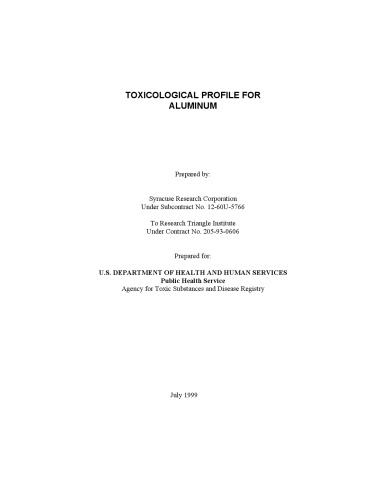 TOXICOLOGICAL PROFILE FOR
ALUMINUM
Prepared by:
Syracuse Research Corporation
Under Subcontract No. 12-60U-5766
To Research Triangle Institute
Under Contract No. 205-93-0606
Prepared for:
U.S. DEPARTMENT OF HEALTH AND HUMAN SERVICES
Public Health Service
Agency for Toxic Substances and Disease Registry
July 1999